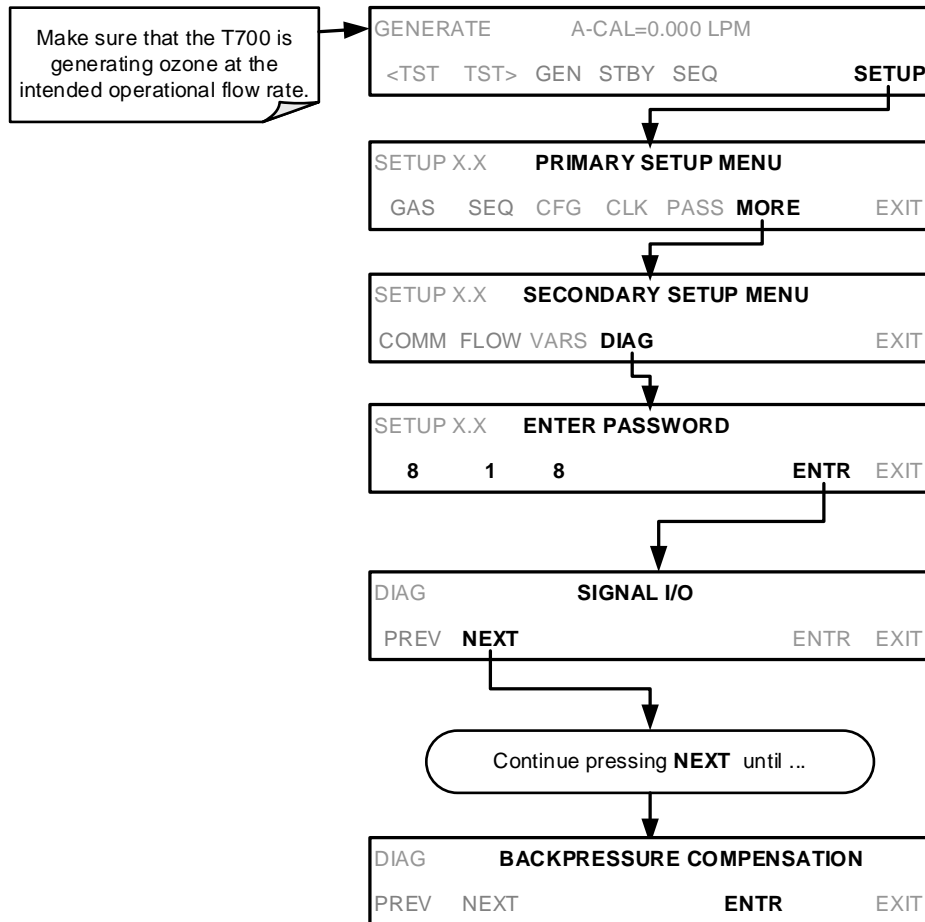 Make sure that the T700 is
generating ozone at the
intended operational flow rate.
GENERATE A-CAL=0.000 LPM
<TST TST> GEN STBY SEQ SETUP
SETUP X.X PRIMARY SETUP MENU
GAS SEQ CFG CLK PASS MORE EXIT
SETUP X.X SECONDARY SETUP MENU
COMM FLOW VARS DIAG EXIT
SETUP X.X ENTER PASSWORD
8 1 8 ENTR EXIT
DIAG SIGNAL I/O
PREV NEXT ENTR EXIT
Continue pressing NEXT until ...
DIAG BACKPRESSURE COMPENSATION
PREV NEXT ENTR EXIT